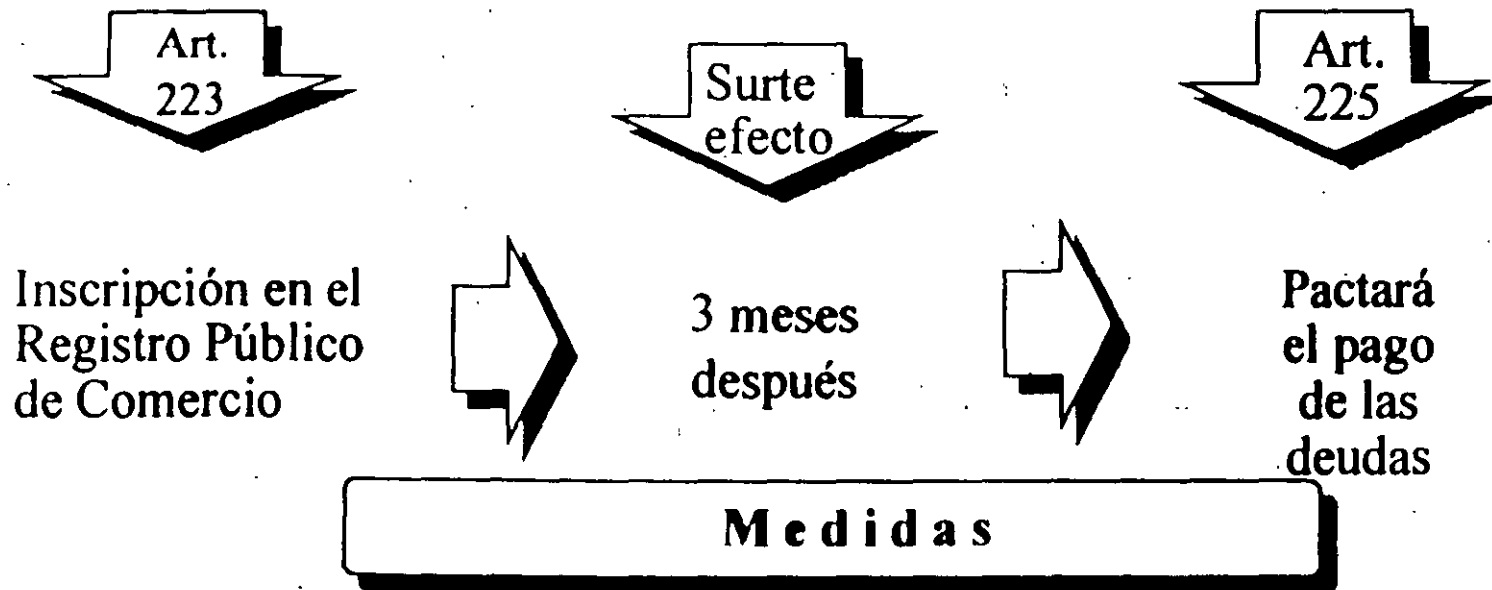 Art.
223
Surte
efecto
Art.
225
Inscripción en el
Registro Público
de Comercio
3 meses
después
Pactará
el pago
de las
deudas
Medidas